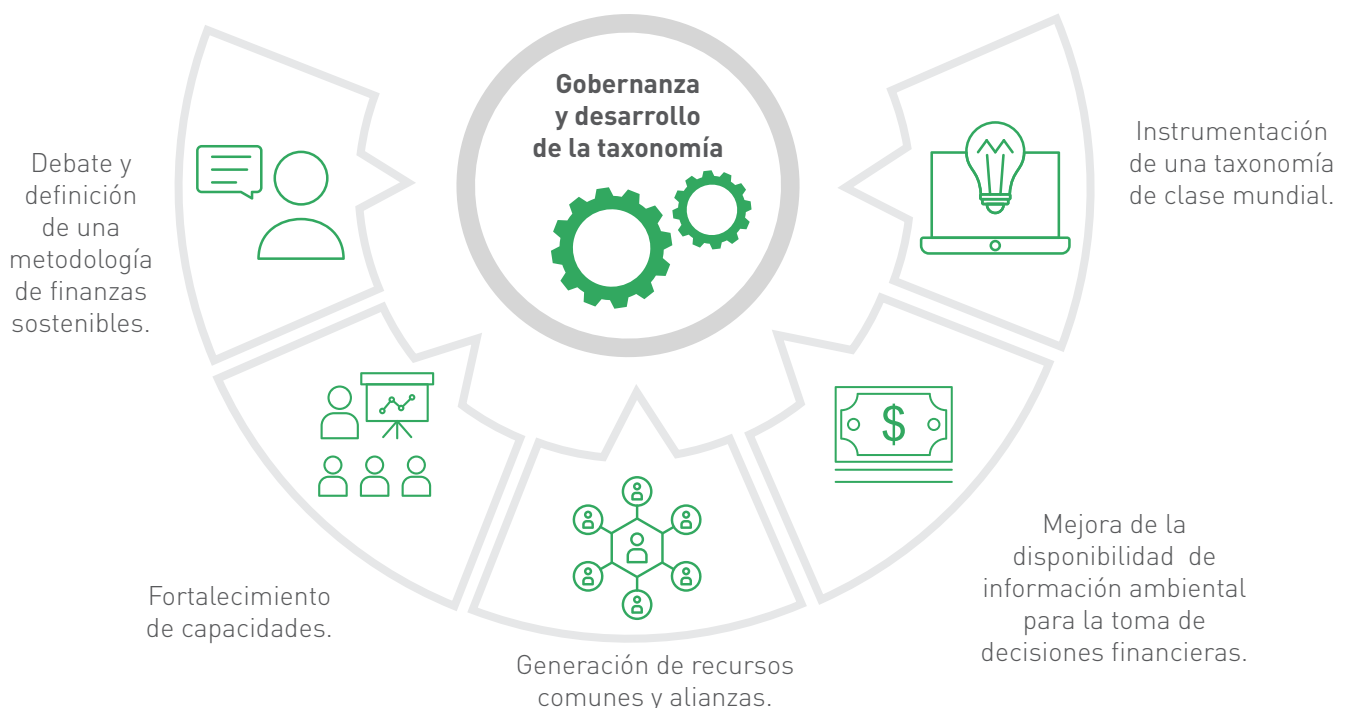 Gobernanza
y desarrollo
de la taxonomía
Debate y
definición
de una
metodología
de finanzas
sostenibles.
Fortalecimiento
de capacidades.
Generación de recursos
comunes y alianzas.
$
Mejora de la
disponibilidad de
información ambiental
para la toma de
decisiones financieras.
Instrumentación
de una taxonomía
de clase mundial.